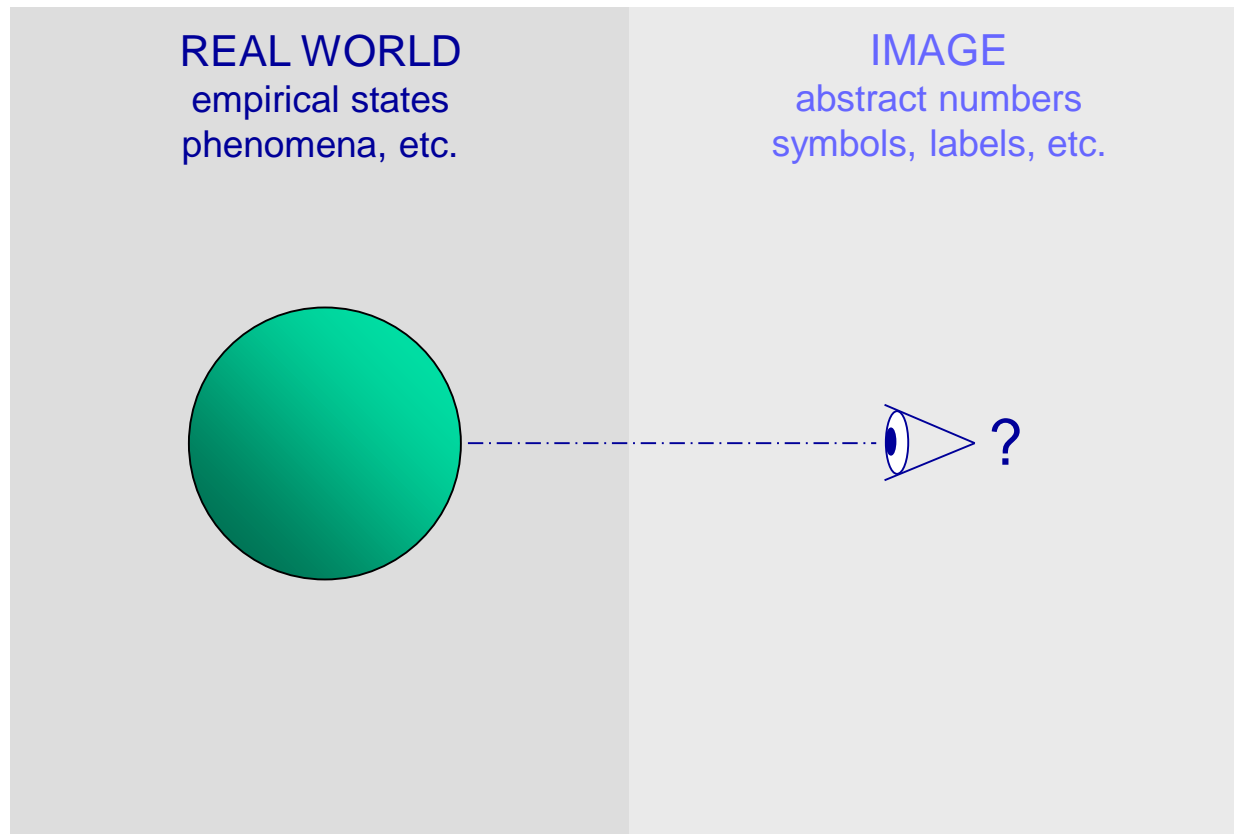 REAL WORLD
empirical states
phenomena, etc.
IMAGE
abstract numbers
symbols, labels, etc.
?